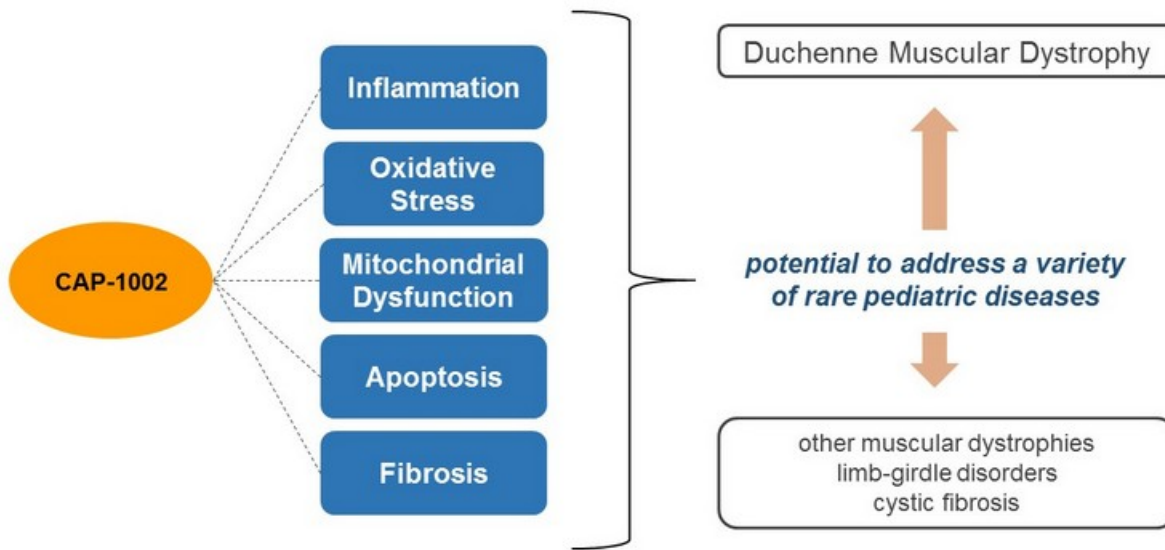 CAP-1002
Inflammation
Oxidative
Stress
Mitochondrial
Dysfunction
Apoptosis
Fibrosis
Duchenne Muscular Dystrophy
potential to address a variety
of rare pediatric diseases
other muscular dystrophies
limb-girdle disorders
cystic fibrosis